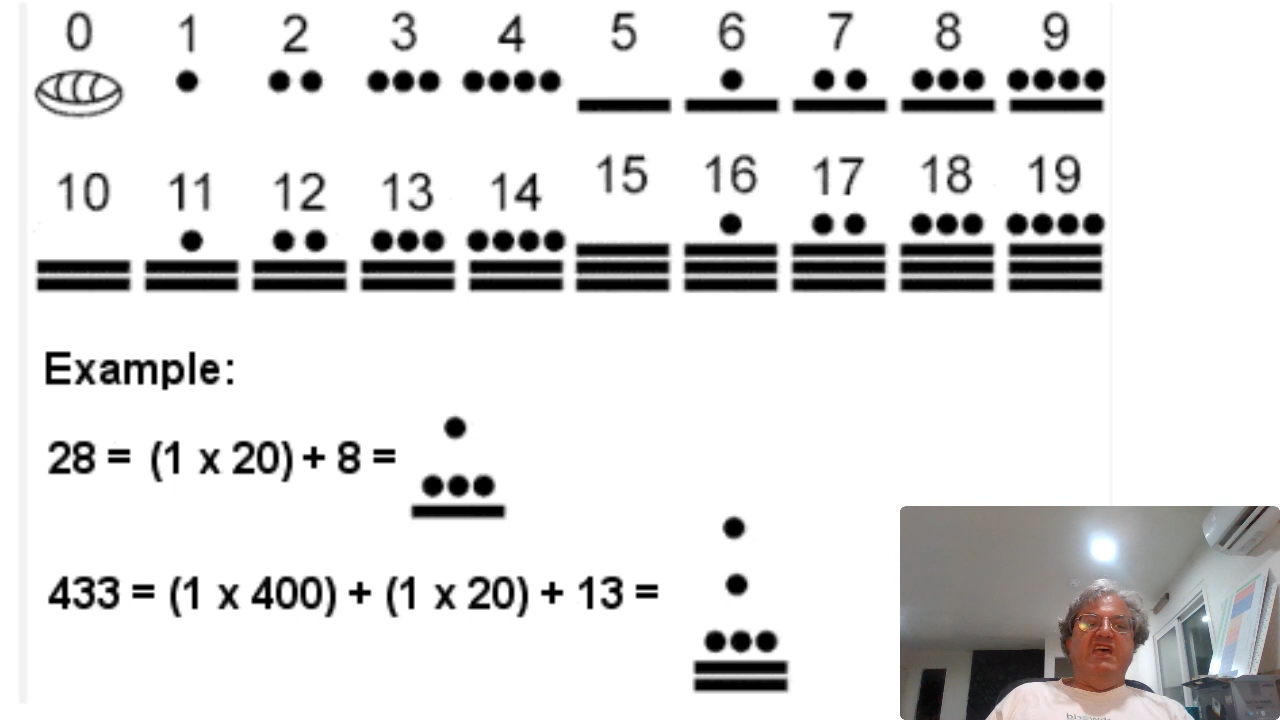 0 1 2 3 4 5 6 7 8 9
10 11 12 13 14 15 16 17 18 19
Example:
28 = (1 x 20) + 8 =
433 = (1 x 400) + (1 x 20) + 13 =